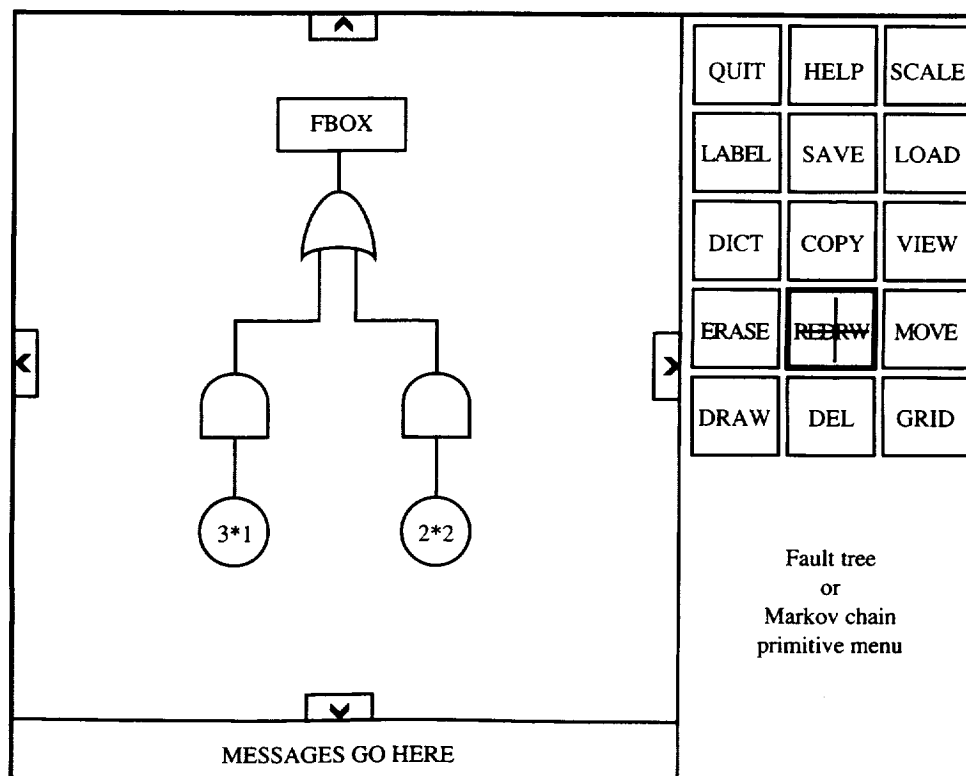 FBOX
3*1
2*2
QUIT HELP SCALE
LABEL SAVE LOAD
DICT COPY VIEW
ERASE REDRW MOVE
DRAW DEL GRID
Fault tree
or
Markov chain
primitive menu
MESSAGES GO HERE